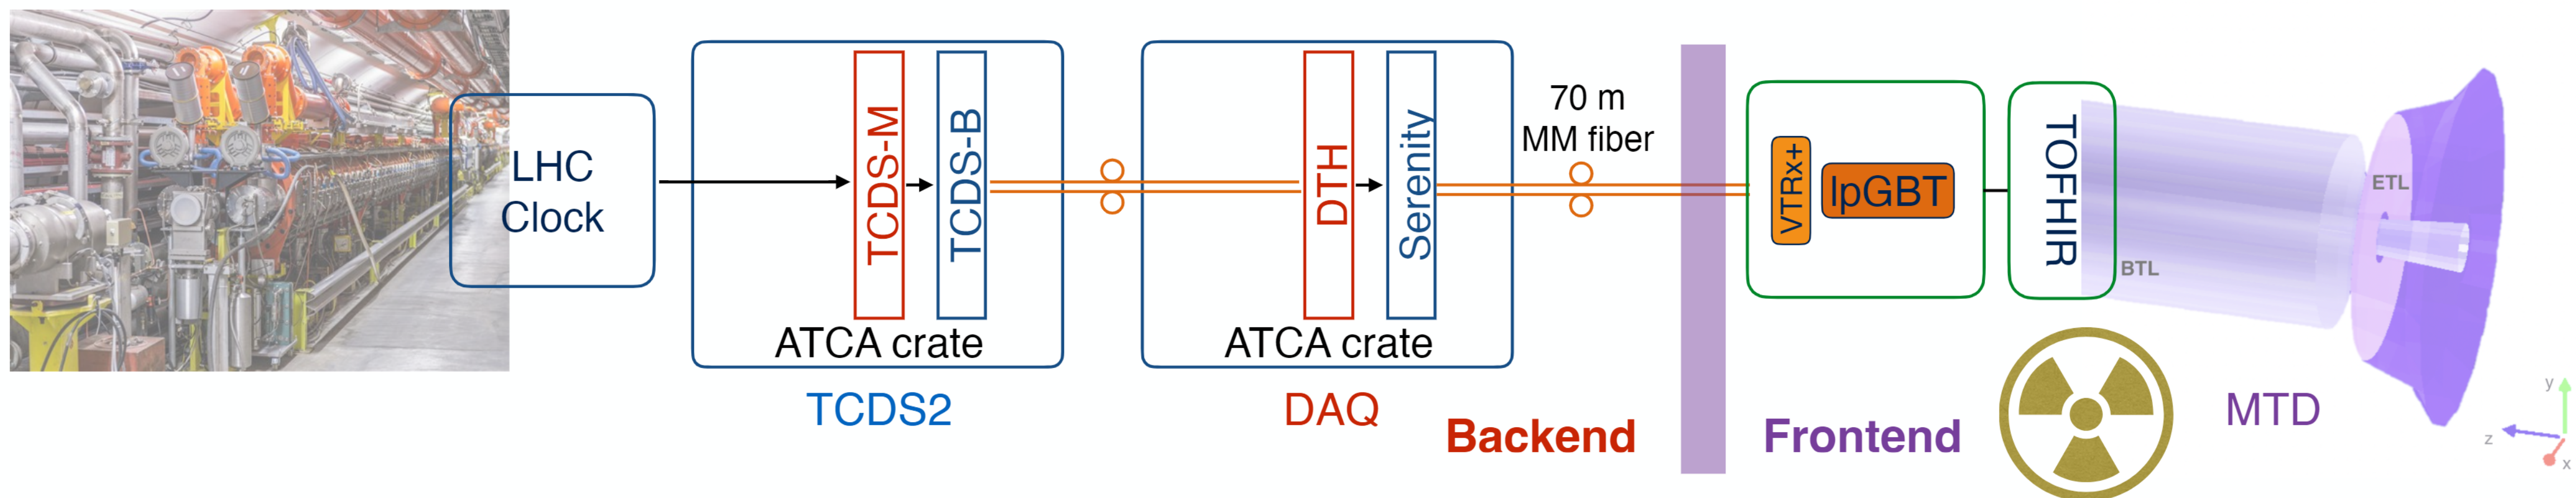 LHC
Clock
TCDS-M
TCDS-B
ATCA crate
TCDS2
DTH
Serenity
ATCA crate
DAQ
70 m
MM fiber
Backend
Frontend
VTRx+
lpGBT
TOFHIR
BTL
ETL
MTD
y
z
x